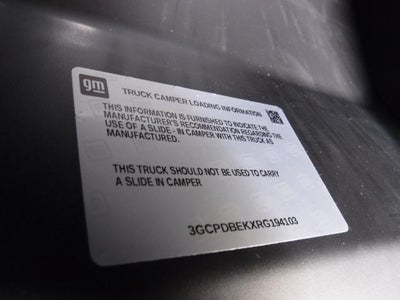 gm
TRUCK CAMPER LOADING INFORMATION
THIS INFORMATION IS FURNISHED TO INDICATE THE
MANUFACTURER'S RECOMMENDATION REGARDING THE
USE OF A SLIDE - IN CAMPER WITH THIS TRUCK AS
MANUFACTURED.
THIS TRUCK SHOULD NOT BE USED TO CARRY
A SLIDE IN CAMPER
3GCPDBEKXRG194103